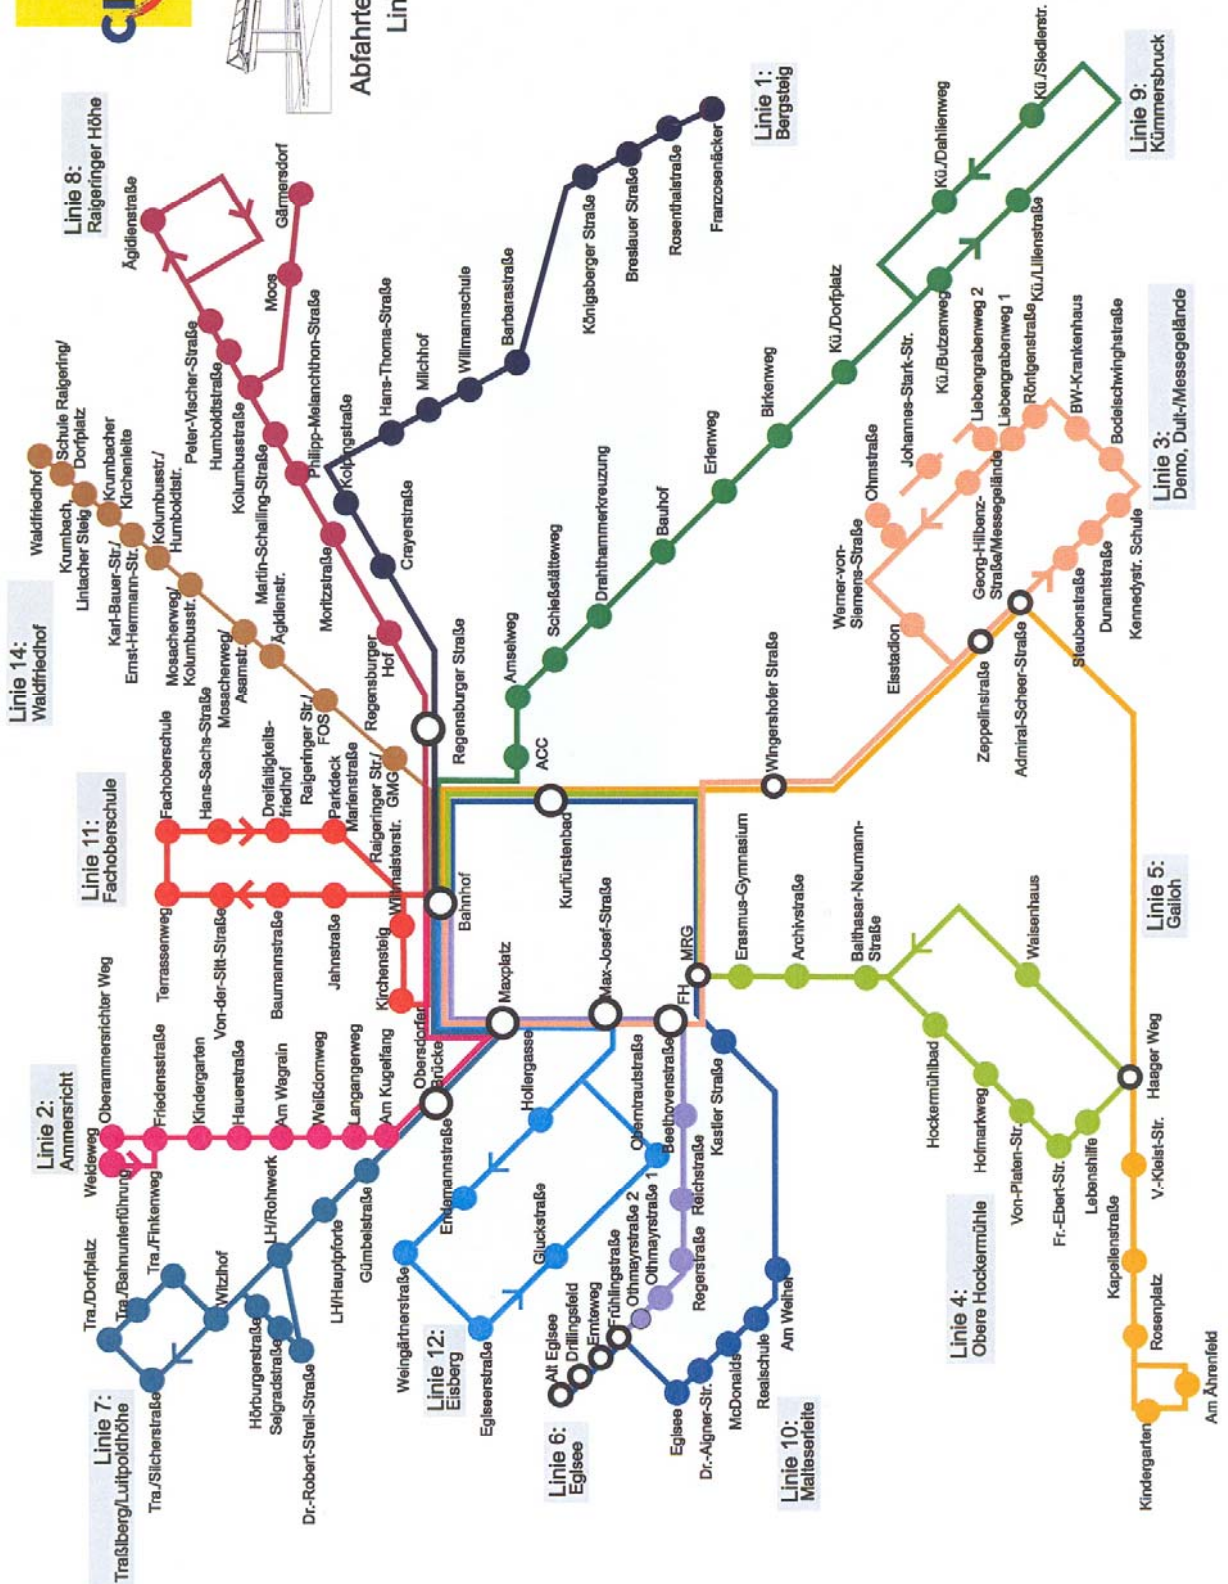 Abfahrte
Lin
Linie 8:
Raigeringer Höhe
Ägidienstraße
Gärmersdorf
Moos
Peter-Vischer-Straße
Humboldtstraße
Kolumbusstraße
Philipp-Melanchthon-Straße
Martin-Schalling-Straße
Moritzstraße
Regensburger
Hof
Linie 1:
Bergsteig
Franzosenäcker
Rosenthalstraße
Breslauer Straße
Königsberger Straße
Barbarastraße
Willmannschule
Milchhof
Hans-Thoma-Straße
Kolpingstraße
Crayerstraße
Regensburger Straße
Linie 9:
Kümmersbruck
Kü./Siedlerstr.
Kü./Dahlienweg
Kü./Lilienstraße
Kü./Butzenweg
Kü./Dorfplatz
Birkenweg
Erlenweg
Bauhof
Drahthammerkreuzung
Schießstätteweg
Amselweg
ACC
Linie 3:
Demo, Dult-/Messegelände
Johannes-Stark-Str.
Ohmstraße
Liebengrabenweg 2
Liebengrabenweg 1
Röntgenstraße
BW-Krankenhaus
Bodelschwinghstraße
Kennedystr. Schule
Dunantstraße
Steubenstraße
Georg-Hilbenz-
Straße/Messegelände
Werner-von-
Siemens-Straße
Eisstadion
Zeppelinstraße
Admiral-Scheer-Straße
Wingershofer Straße
Linie 14:
Waldfriedhof
Waldfriedhof
Schule Raigering/
Dorfplatz
Krumbach,
Lintacher Steig
Krumbacher
Kirchenleite
Karl-Bauer-Str./
Ernst-Herrmann-Str.
Kolumbusstr./
Humboldtstr.
Mosacherweg/
Kolumbusstr.
Mosacherweg/
Asamstr.
Ägidienstr.
Raigeringer Str./
FOS
Raigeringer Str./
GMG
Linie 11:
Fachoberschule
Fachoberschule
Hans-Sachs-Straße
Dreifaltigkeits-
friedhof
Parkdeck
Marienstraße
Terrassenweg
Von-der-Sitt-Straße
Baumannstraße
Jahnstraße
Wittmaisterstr.
Kirchensteig
Bahnhof
Kurfürstenbad
Maxplatz
Max-Josef-Straße
FH
MRG
Linie 2:
Ammersricht
Oberammersrichter Weg
Weideweg
Friedensstraße
Kindergarten
Hauerstraße
Am Wagrain
Weißdornweg
Langangerweg
Am Kugelfang
Obersdorfer
Brücke
Linie 7:
Traßlberg/Luitpoldhöhe
Tra./Dorfplatz
Tra./Bahnunterführung
Tra./Finkenweg
Tra./Silcherstraße
Witzlhof
LH/Rohrwerk
Hörburgerstraße
Selgradstraße
Dr.-Robert-Strell-Straße
LH/Hauptforte
Gümbelstraße
Linie 12:
Eisberg
Hollergasse
Endemannstraße
Weingärtnerstraße
Eglseerstraße
Gluckstraße
Obentrautstraße
Linie 6:
Eglsee
Alt Eglsee
Drillingsfeld
Ernteweg
Frühlingstraße
Othmayrstraße 2
Othmayrstraße 1
Regerstraße
Reichstraße
Beethovenstraße
Linie 10:
Malteserleite
Kastler Straße
Am Weiher
Realschule
McDonalds
Dr.-Aigner-Str.
Eglsee
Linie 4:
Obere Hockermühle
Erasmus-Gymnasium
Archivstraße
Balthasar-Neumann-
Straße
Waisenhaus
Hockermühlbad
Hofmarkweg
Von-Platen-Str.
Fr.-Ebert-Str.
Lebenshilfe
Haager Weg
Linie 5:
Gailoh
V.-Kleist-Str.
Kapellenstraße
Rosenplatz
Kindergarten
Am Ährenfeld